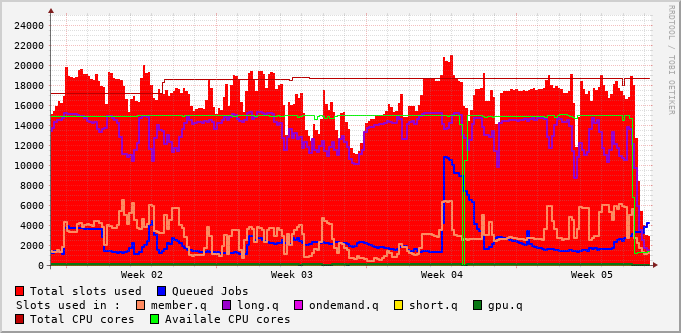 RRDTOOL / TOBI OETIKER
24000
22000
20000
18000
16000
14000
12000
10000
8000
6000
4000
2000
0
Week 02 Week 03 Week 04 Week 05
Total slots used Queued Jobs
Slots used in : member.q long.q ondemand.q short.q gpu.q
Total CPU cores Availale CPU cores